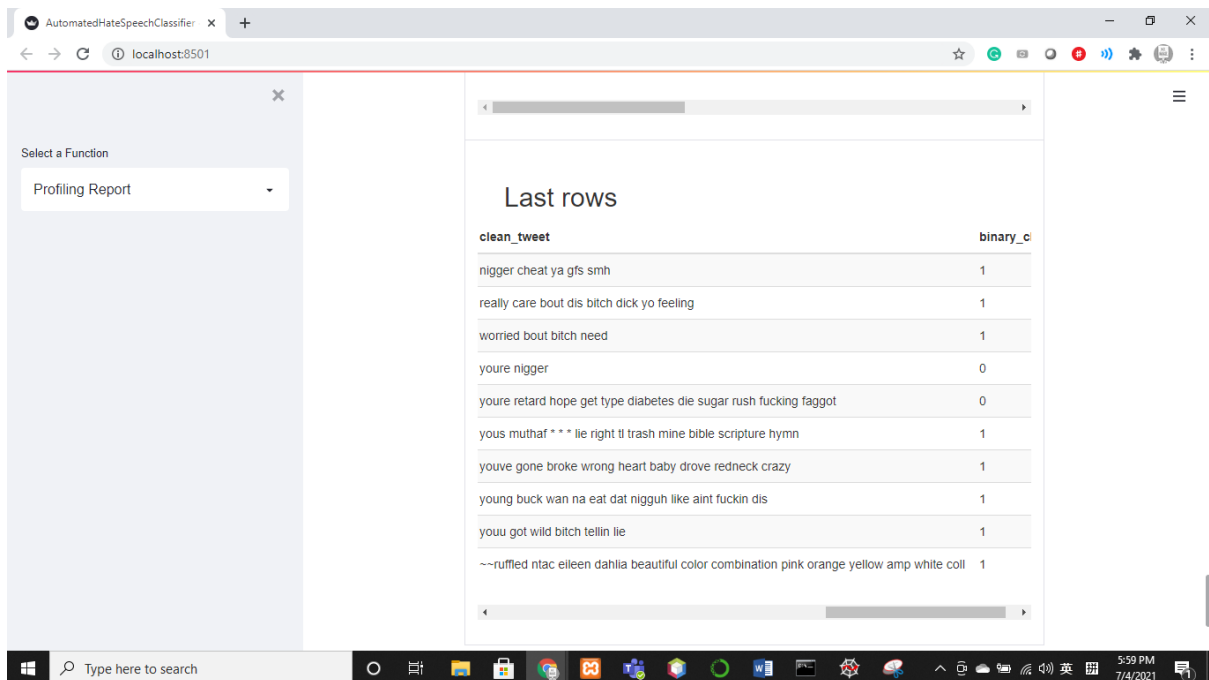 AutomatedHateSpeechClassifier
localhost:8501
Select a Function
Profiling Report
Last rows
clean_tweet binary_cl
nigger cheat ya gfs smh 1
really care bout dis bitch dick yo feeling 1
worried bout bitch need 1
youre nigger 0
youre retard hope get type diabetes die sugar rush fucking faggot 0
yous muthaf * * * lie right tl trash mine bible scripture hymn 1
youve gone broke wrong heart baby drove redneck crazy 1
young buck wan na eat dat nigguh like aint fuckin dis 1
youu got wild bitch tellin lie 1
~~ruffled ntac eileen dahlia beautiful color combination pink orange yellow amp white coll 1
Type here to search
英
5:59 PM
7/4/2021